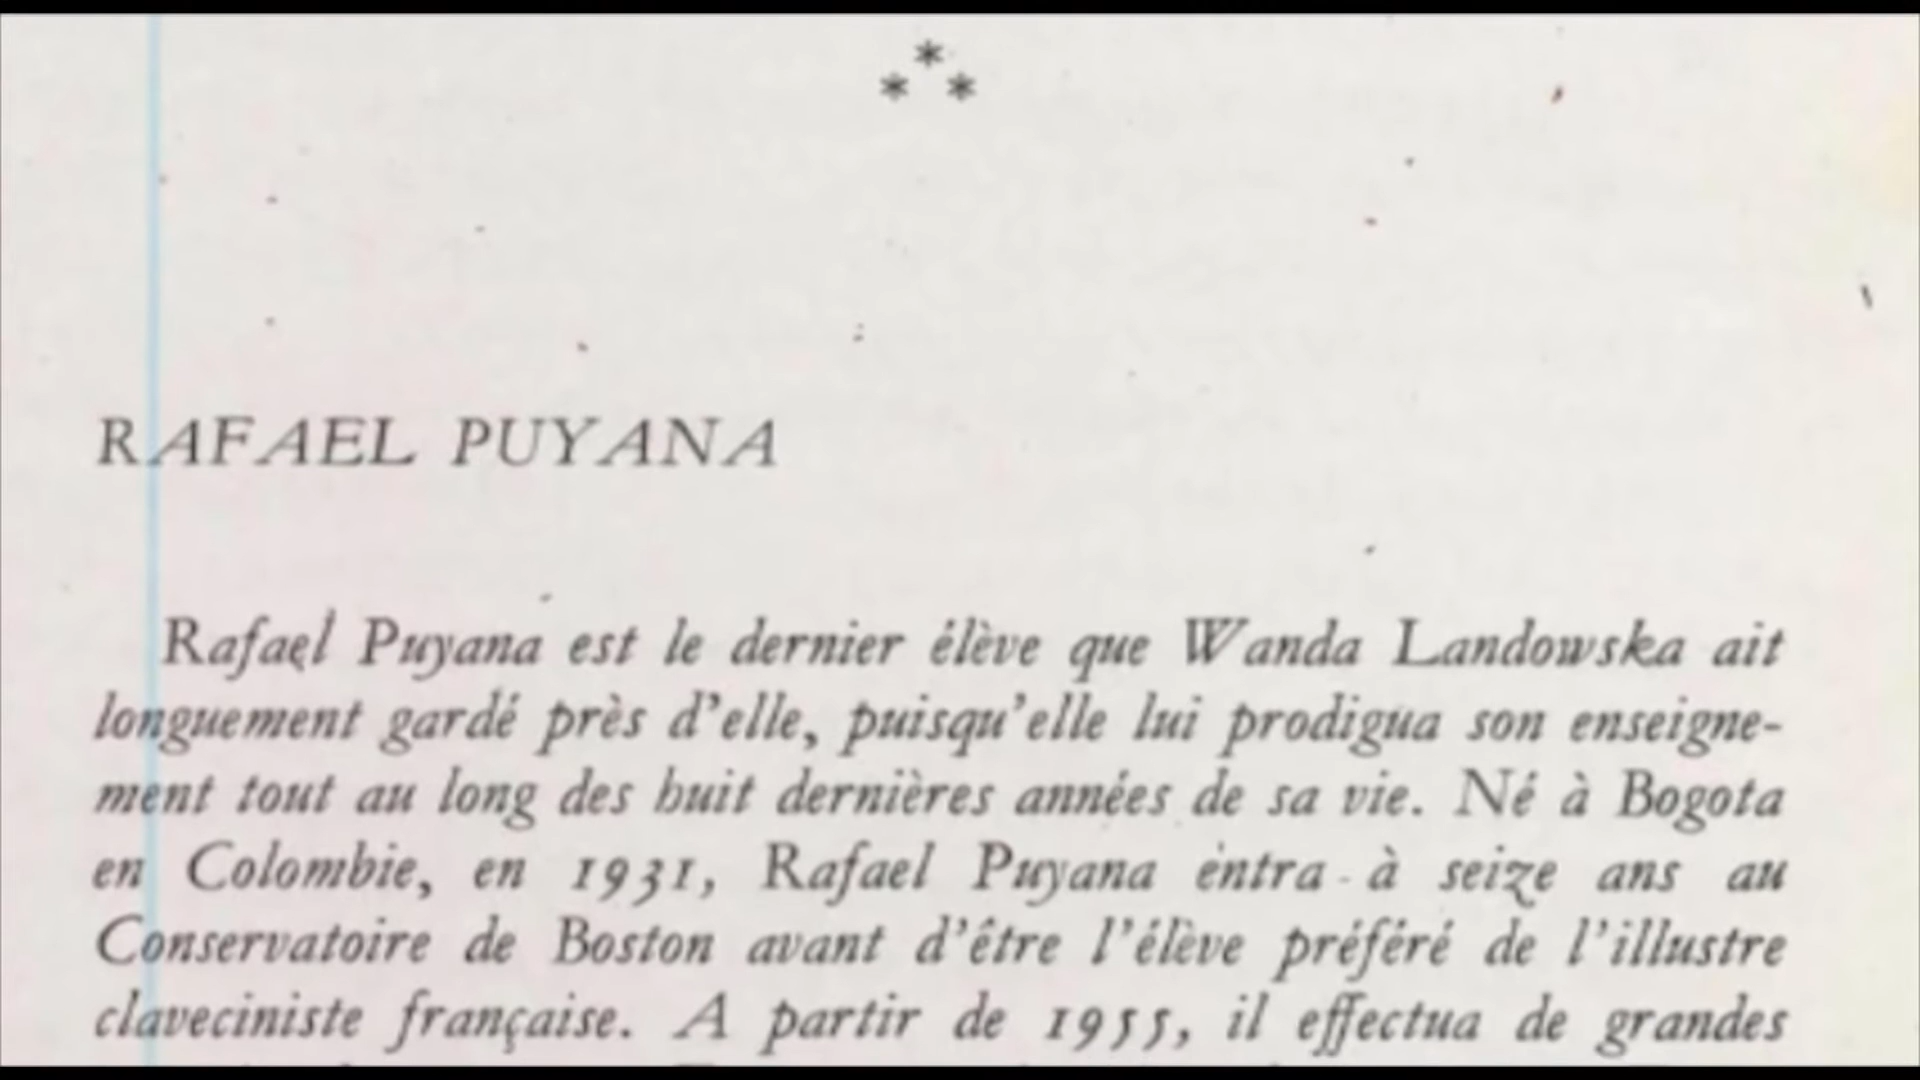 *
* *
RAFAEL PUYANA
Rafael Puyana est le dernier élève que Wanda Landowska ait
longuement gardé près d'elle, puisqu'elle lui prodigua son enseigne-
ment tout au long des huit dernières années de sa vie. Né à Bogota
en Colombie, en 1931, Rafael Puyana entra à seize ans au
Conservatoire de Boston avant d'être l'élève préféré de l'illustre
claveciniste française. A partir de 1955, il effectua de grandes